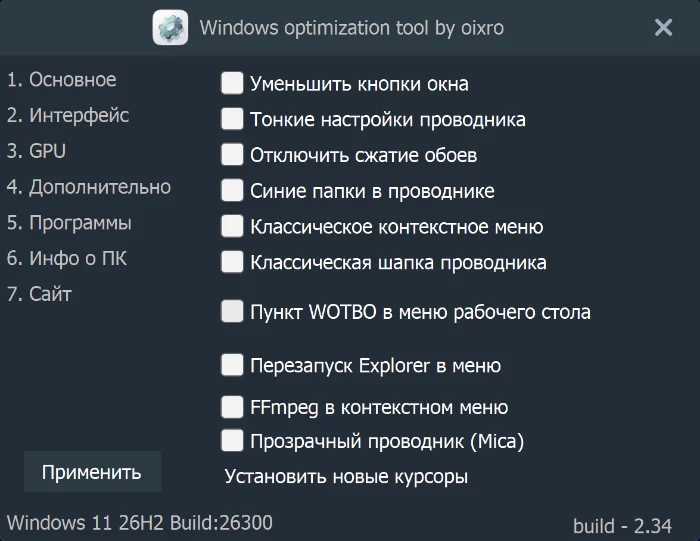 Windows optimization tool by oixro
1. Основное
2. Интерфейс
3. GPU
4. Дополнительно
5. Программы
6. Инфо о ПК
7. Сайт
Уменьшить кнопки окна
Тонкие настройки проводника
Отключить сжатие обоев
Синие папки в проводнике
Классическое контекстное меню
Классическая шапка проводника
Пункт WOTBO в меню рабочего стола
Перезапуск Explorer в меню
FFmpeg в контекстном меню
Прозрачный проводник (Mica)
Установить новые курсоры
Применить
Windows 11 26H2 Build:26300
build - 2.34